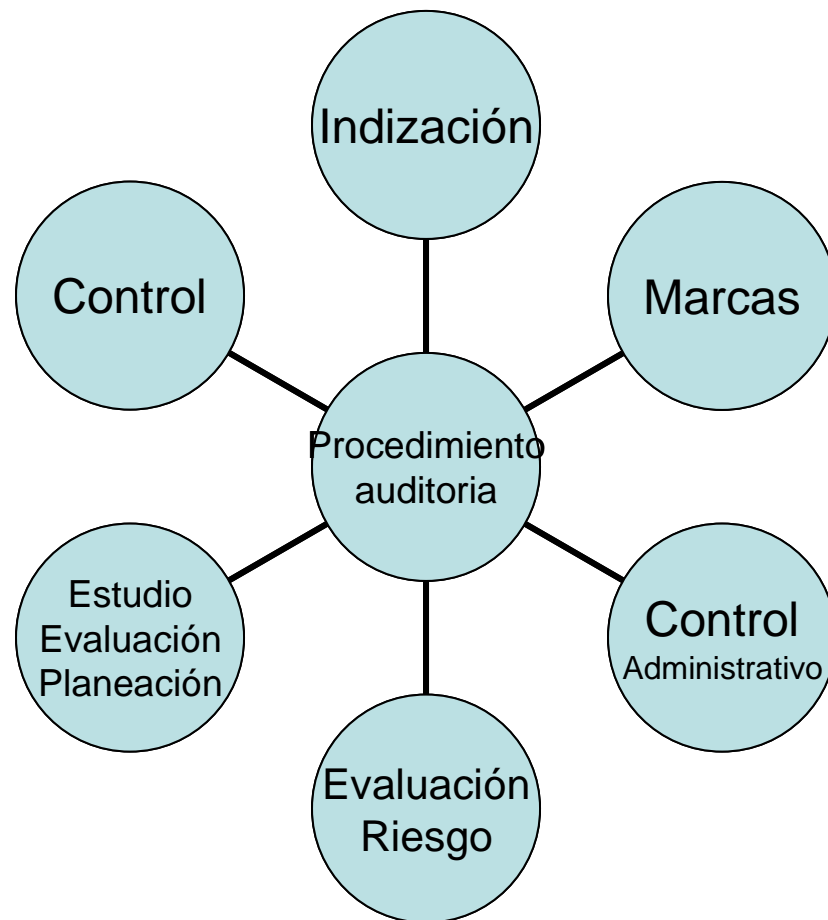 Indización
Control
Marcas
Procedimiento
auditoria
Estudio
Evaluación
Planeación
Control
Administrativo
Evaluación
Riesgo